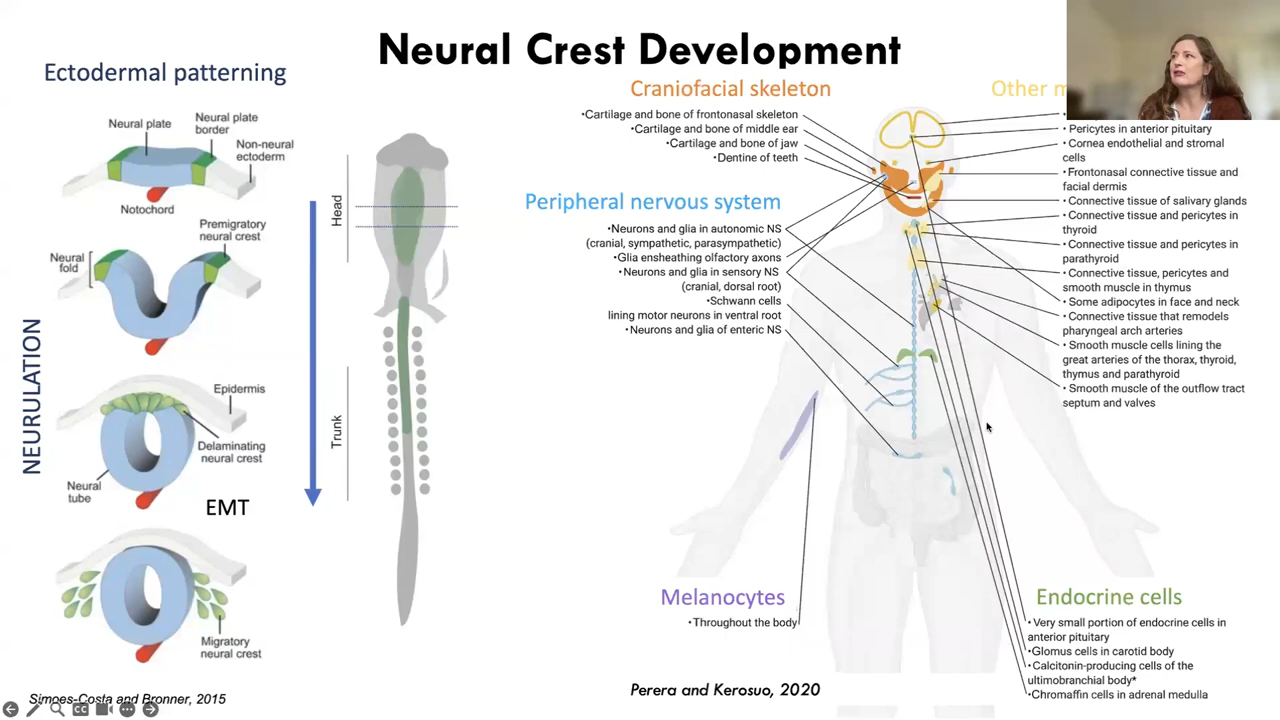 Neural Crest Development
Ectodermal patterning
Neural plate
Neural plate
border
Non-neural
ectoderm
Notochord
Premigratory
neural crest
Neural
fold
NEURULATION
Epidermis
Delaminating
neural crest
Neural
tube
EMT
Migratory
neural crest
Simoes-Costa and Bronner, 2015
Head
Trunk
Craniofacial skeleton
•Cartilage and bone of frontonasal skeleton
•Cartilage and bone of middle ear
•Cartilage and bone of jaw
•Dentine of teeth
Peripheral nervous system
•Neurons and glia in autonomic NS
(cranial, sympathetic, parasympathetic)
•Glia ensheathing olfactory axons
•Neurons and glia in sensory NS
(cranial, dorsal root)
•Schwann cells
lining motor neurons in ventral root
•Neurons and glia of enteric NS
Melanocytes
•Throughout the body
Perera and Kerosuo, 2020
Other
• Pericytes in anterior pituitary
• Cornea endothelial and stromal
cells
• Frontonasal connective tissue and
facial dermis
• Connective tissue of salivary glands
• Connective tissue and pericytes in
thyroid
• Connective tissue and pericytes in
parathyroid
• Connective tissue, pericytes and
smooth muscle in thymus
• Some adipocytes in face and neck
• Connective tissue that remodels
pharyngeal arch arteries
• Smooth muscle cells lining the
great arteries of the thorax, thyroid,
thymus and parathyroid
• Smooth muscle of the outflow tract
septum and valves
Endocrine cells
• Very small portion of endocrine cells in
anterior pituitary
•Glomus cells in carotid body
•Calcitonin-producing cells of the
ultimobranchial body*
•Chromaffin cells in adrenal medulla
CC